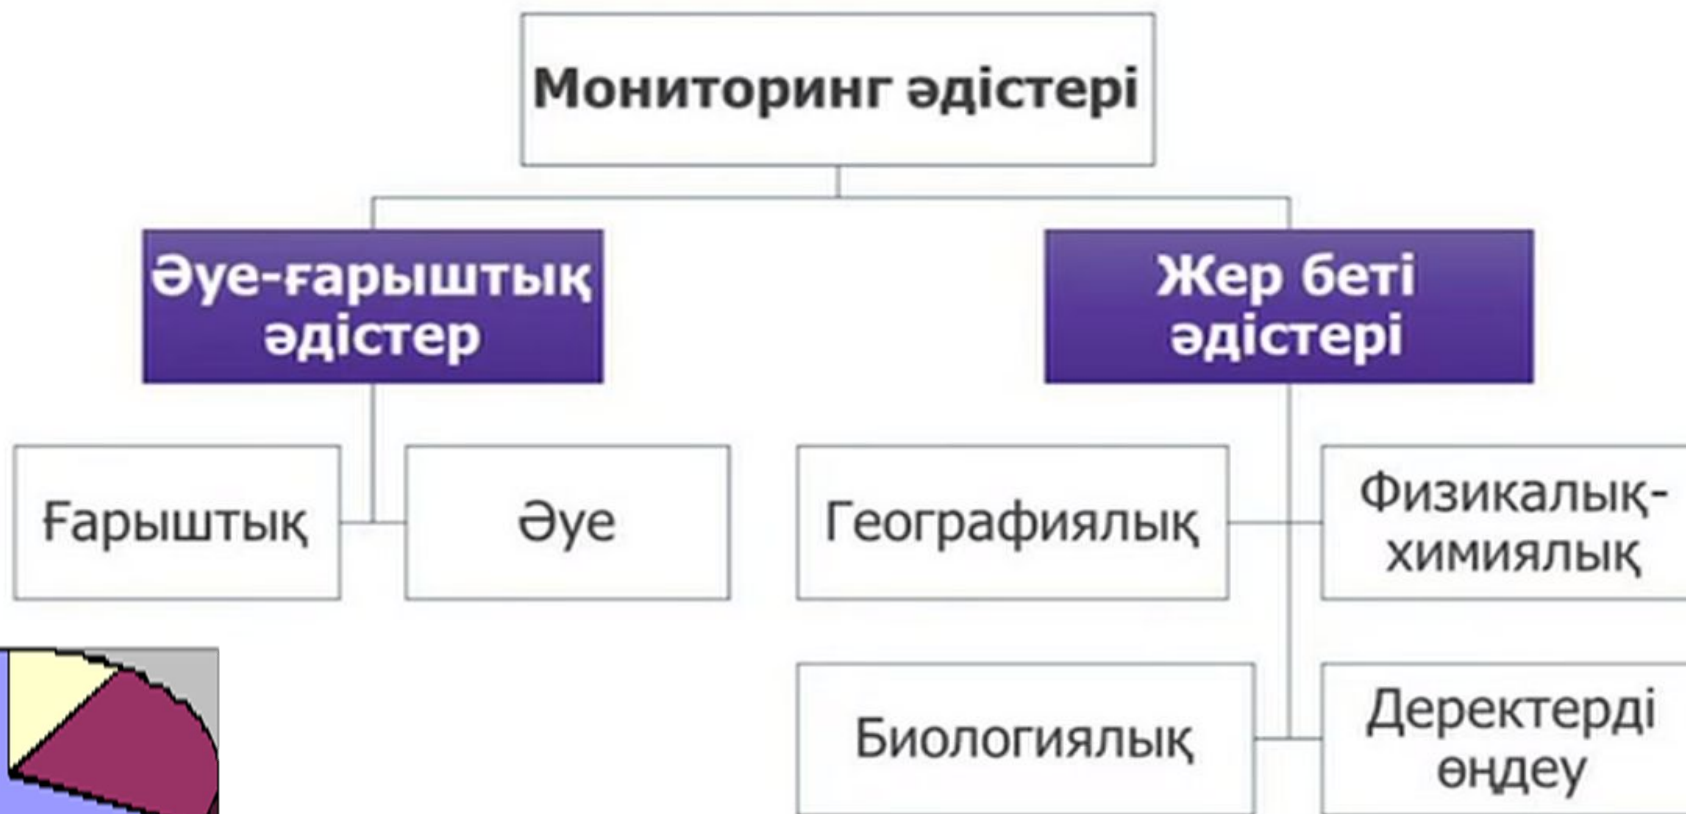 Мониторинг әдістері
Әуе-ғарыштық
әдістер
Жер беті
әдістері
Ғарыштық
Әуе
Географиялық
Физикалық-
химиялық
Биологиялық
Деректерді
өңдеу